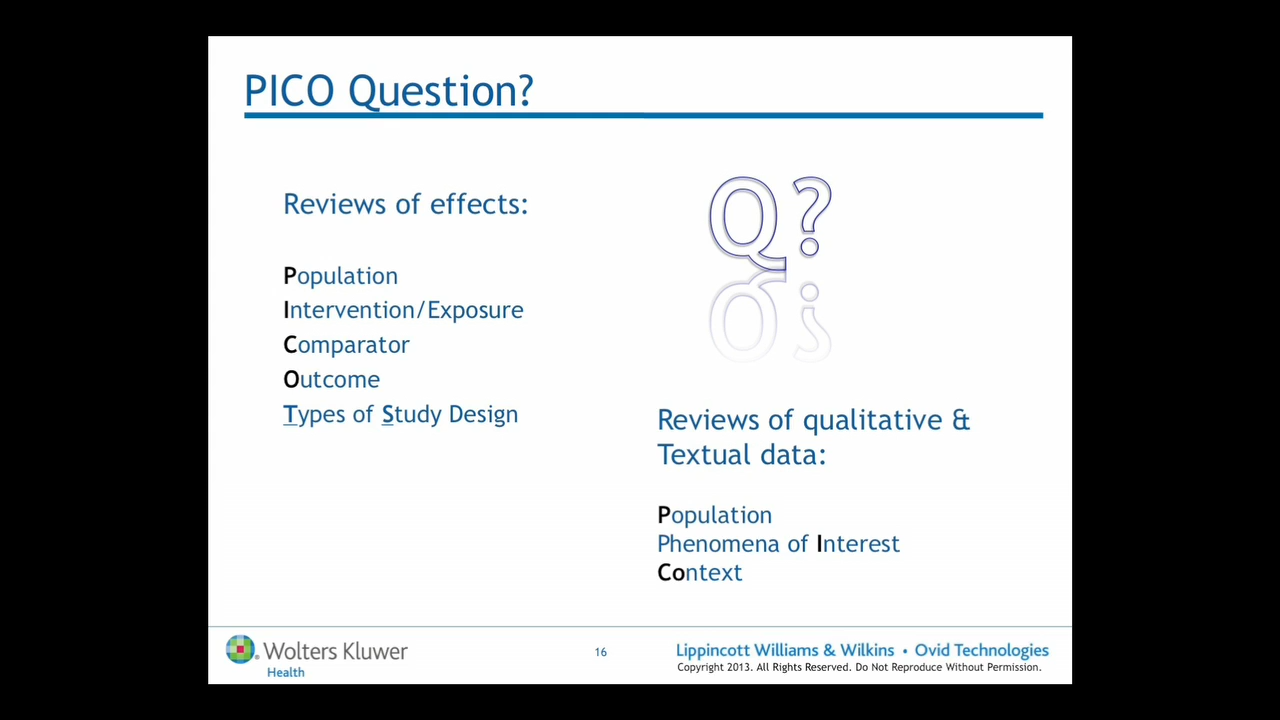 PICO Question?
Reviews of effects:
Population
Intervention/Exposure
Comparator
Outcome
Types of Study Design
Q?
Reviews of qualitative &
Textual data:
Population
Phenomena of Interest
Context
Wolters Kluwer
Health
16
Lippincott Williams & Wilkins • Ovid Technologies
Copyright 2013. All Rights Reserved. Do Not Reproduce Without Permission.